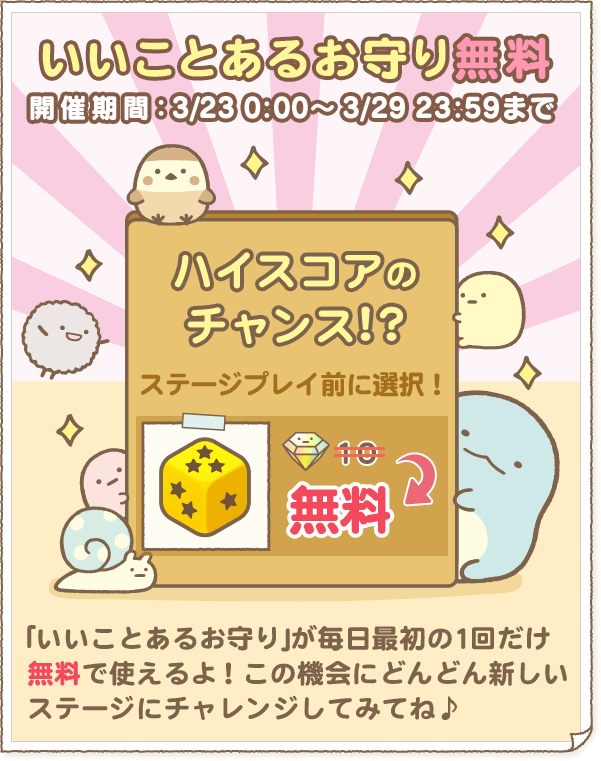 いいことあるお守り無料
開催期間：3/23 0:00～3/29 23:59まで
ハイスコアの
チャンス!?
ステージプレイ前に選択！
10
無料
「いいことあるお守り」が毎日最初の1回だけ
無料で使えるよ！この機会にどんどん新しい
ステージにチャレンジしてみてね♪